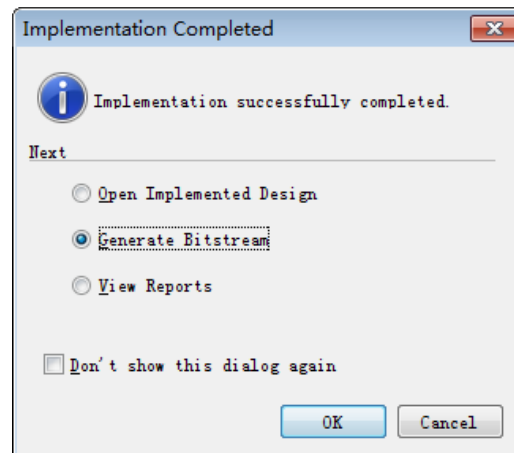 Implementation Completed
Implementation successfully completed.
Next
Open Implemented Design
Generate Bitstream
View Reports
Don't show this dialog again
OK
Cancel